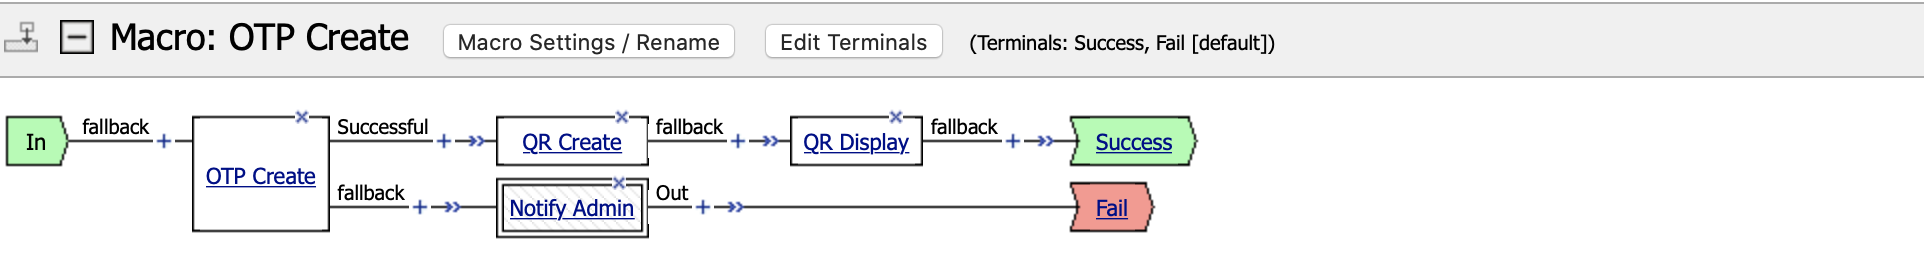 Macro: OTP Create
Macro Settings / Rename
Edit Terminals
(Terminals: Success, Fail [default])
In
fallback
OTP Create
Successful
QR Create
fallback
QR Display
fallback
Success
fallback
Notify Admin
Out
Fail